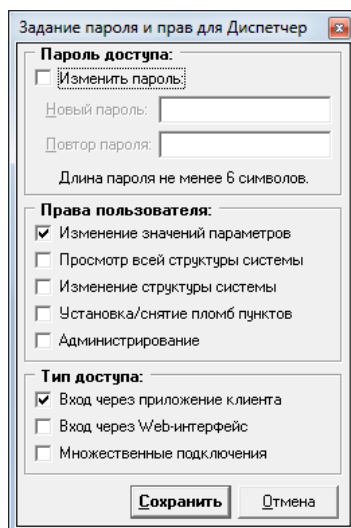 Задание пароля и прав для Диспетчер
Пароль доступа:
Изменить пароль:
Новый пароль:
Повтор пароля:
Длина пароля не менее 6 символов.
Права пользователя:
Изменение значений параметров
Просмотр всей структуры системы
Изменение структуры системы
Установка/снятие пломб пунктов
Администрирование
Тип доступа:
Вход через приложение клиента
Вход через Web-интерфейс
Множественные подключения
Сохранить Отмена